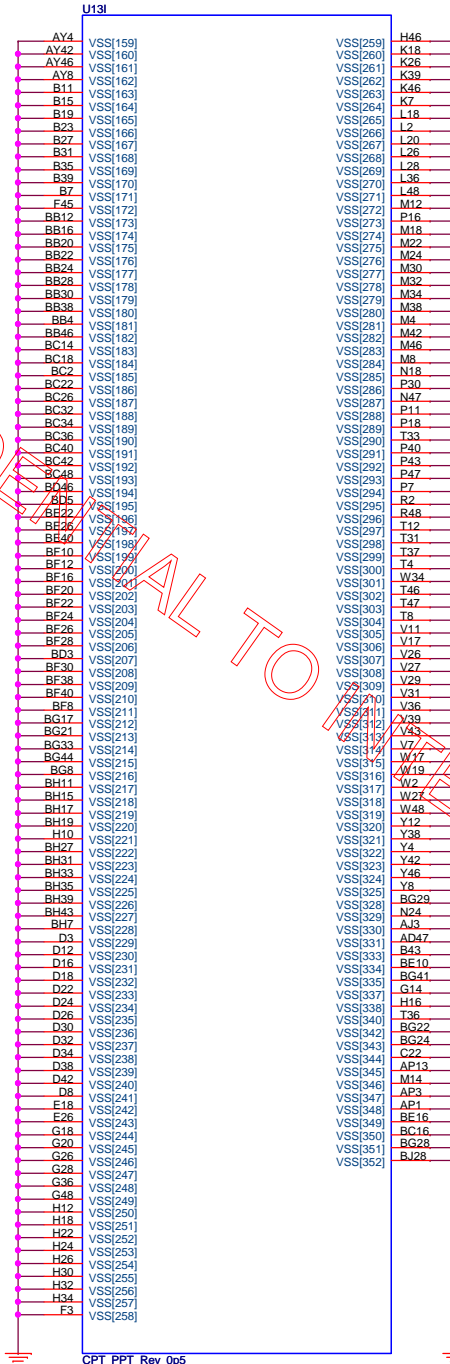 U13I
AY4 VSS[159]
AY42 VSS[160]
AY46 VSS[161]
AY8 VSS[162]
B11 VSS[163]
B15 VSS[164]
B19 VSS[165]
B23 VSS[166]
B27 VSS[167]
B31 VSS[168]
B35 VSS[169]
B39 VSS[170]
B7 VSS[171]
F45 VSS[172]
BB12 VSS[173]
BB16 VSS[174]
BB20 VSS[175]
BB22 VSS[176]
BB24 VSS[177]
BB28 VSS[178]
BB30 VSS[179]
BB38 VSS[180]
BB4 VSS[181]
BB46 VSS[182]
BC14 VSS[183]
BC18 VSS[184]
BC2 VSS[185]
BC22 VSS[186]
BC26 VSS[187]
BC32 VSS[188]
BC34 VSS[189]
BC36 VSS[190]
BC40 VSS[191]
BC42 VSS[192]
BC48 VSS[193]
BD46 VSS[194]
BD5 VSS[195]
BE22 VSS[196]
BE26 VSS[197]
BE40 VSS[198]
BF10 VSS[199]
BF12 VSS[200]
BF16 VSS[201]
BF20 VSS[202]
BF22 VSS[203]
BF24 VSS[204]
BF26 VSS[205]
BF28 VSS[206]
BD3 VSS[207]
BF30 VSS[208]
BF38 VSS[209]
BF40 VSS[210]
BF8 VSS[211]
BG17 VSS[212]
BG21 VSS[213]
BG33 VSS[214]
BG44 VSS[215]
BG8 VSS[216]
BH11 VSS[217]
BH15 VSS[218]
BH17 VSS[219]
BH19 VSS[220]
H10 VSS[221]
BH27 VSS[222]
BH31 VSS[223]
BH33 VSS[224]
BH35 VSS[225]
BH39 VSS[226]
BH43 VSS[227]
BH7 VSS[228]
D3 VSS[229]
D12 VSS[230]
D16 VSS[231]
D18 VSS[232]
D22 VSS[233]
D24 VSS[234]
D26 VSS[235]
D30 VSS[236]
D32 VSS[237]
D34 VSS[238]
D38 VSS[239]
D42 VSS[240]
D8 VSS[241]
E18 VSS[242]
E26 VSS[243]
G18 VSS[244]
G20 VSS[245]
G26 VSS[246]
G28 VSS[247]
G36 VSS[248]
G48 VSS[249]
H12 VSS[250]
H18 VSS[251]
H22 VSS[252]
H24 VSS[253]
H26 VSS[254]
H30 VSS[255]
H32 VSS[256]
H34 VSS[257]
F3 VSS[258]
VSS[259] H46
VSS[260] K18
VSS[261] K26
VSS[262] K39
VSS[263] K46
VSS[264] K7
VSS[265] L18
VSS[266] L2
VSS[267] L20
VSS[268] L26
VSS[269] L28
VSS[270] L36
VSS[271] L48
VSS[272] M12
VSS[273] P16
VSS[274] M18
VSS[275] M22
VSS[276] M24
VSS[277] M30
VSS[278] M32
VSS[279] M34
VSS[280] M38
VSS[281] M4
VSS[282] M42
VSS[283] M46
VSS[284] M8
VSS[285] N18
VSS[286] P30
VSS[287] N47
VSS[288] P11
VSS[289] P18
VSS[290] T33
VSS[291] P40
VSS[292] P43
VSS[293] P47
VSS[294] P7
VSS[295] R2
VSS[296] R48
VSS[297] T12
VSS[298] T31
VSS[299] T37
VSS[300] T4
VSS[301] W34
VSS[302] T46
VSS[303] T47
VSS[304] T8
VSS[305] V11
VSS[306] V17
VSS[307] V26
VSS[308] V27
VSS[309] V29
VSS[310] V31
VSS[311] V36
VSS[312] V39
VSS[313] V43
VSS[314] V7
VSS[315] W17
VSS[316] W19
VSS[317] W2
VSS[318] W27
VSS[319] W48
VSS[320] Y12
VSS[321] Y38
VSS[322] Y4
VSS[323] Y42
VSS[324] Y46
VSS[325] Y8
VSS[328] BG29
VSS[329] N24
VSS[330] AJ3
VSS[331] AD47
VSS[333] B43
VSS[334] BE10
VSS[335] BG41
VSS[337] G14
VSS[338] H16
VSS[340] T36
VSS[342] BG22
VSS[343] BG24
VSS[344] C22
VSS[345] AP13
VSS[346] M14
VSS[347] AP3
VSS[348] AP1
VSS[349] BE16
VSS[350] BC16
VSS[351] BG28
VSS[352] BJ28
CPT_PPT_Rev_0p5
TO